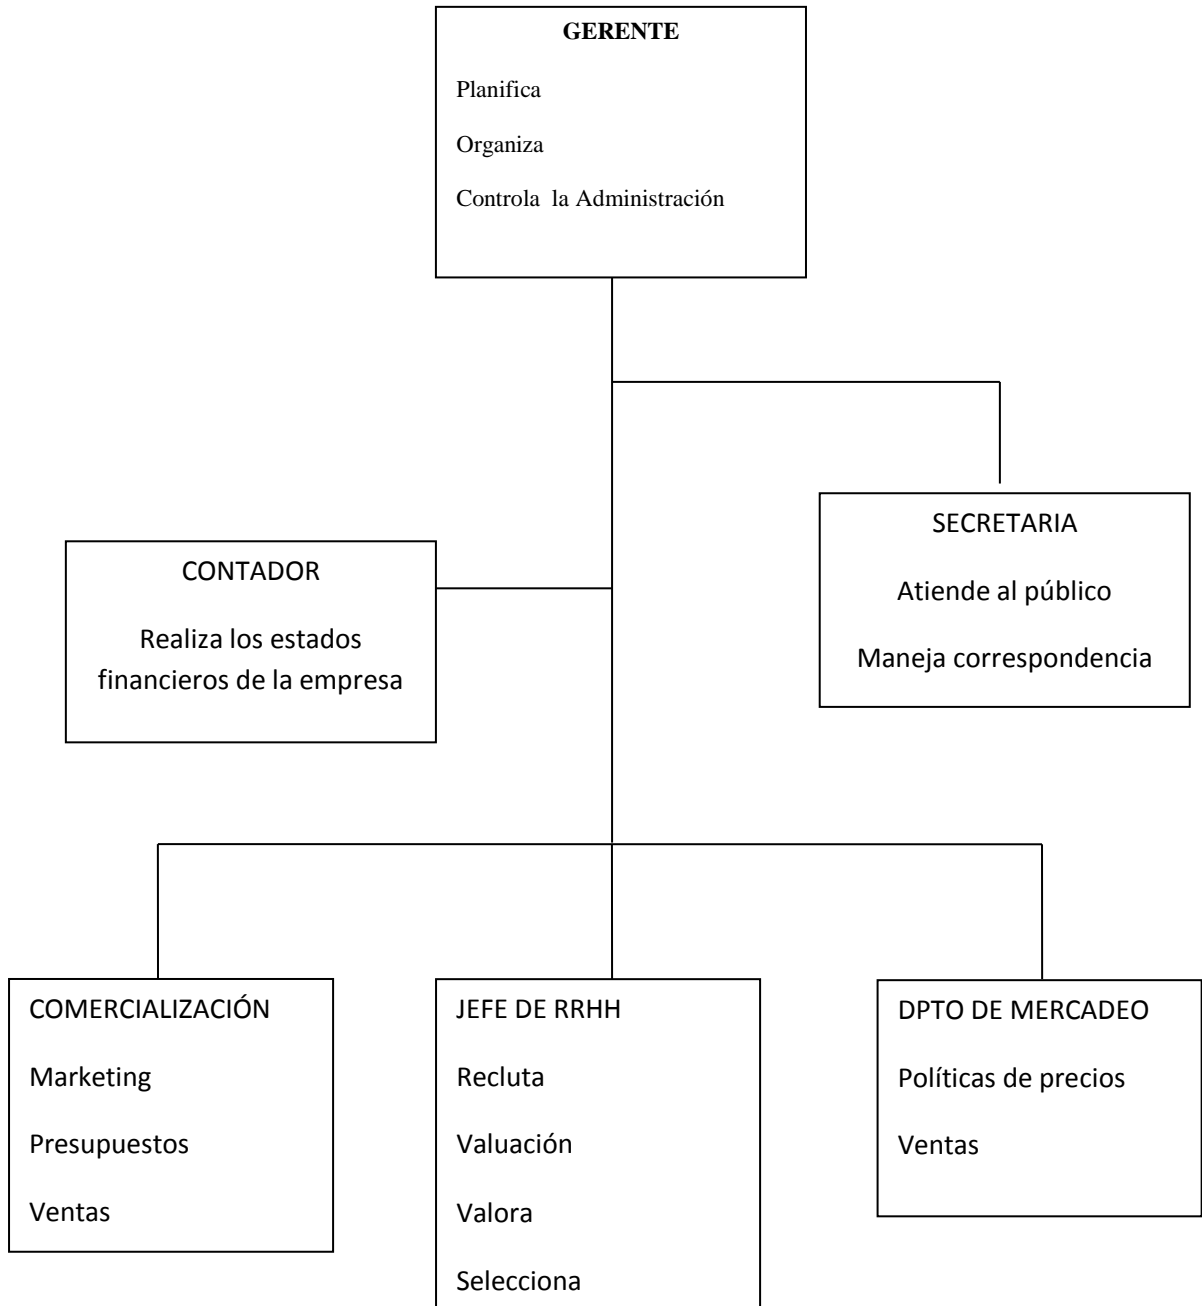 GERENTE
Planifica
Organiza
Controla la Administración
SECRETARIA
Atiende al público
Maneja correspondencia
CONTADOR
Realiza los estados
financieros de la empresa
COMERCIALIZACIÓN
Marketing
Presupuestos
Ventas
JEFE DE RRHH
Recluta
Valuación
Valora
Selecciona
DPTO DE MERCADEO
Políticas de precios
Ventas